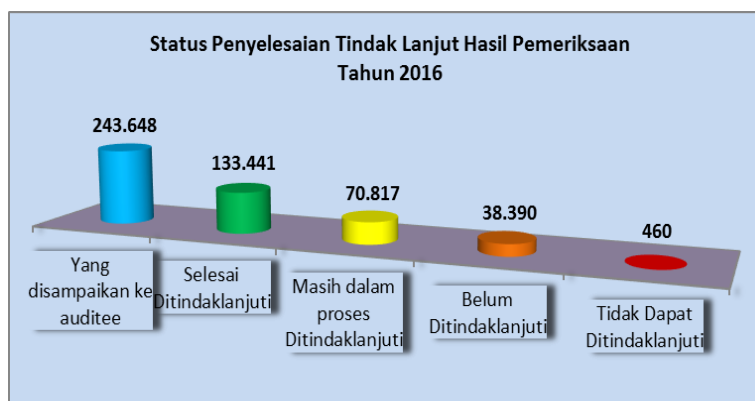 Status Penyelesaian Tindak Lanjut Hasil Pemeriksaan
Tahun 2016
243.648
133.441
70.817
38.390
460
Yang
disampaikan ke
auditee
Selesai
Ditindaklanjuti
Masih dalam
proses
Ditindaklanjuti
Belum
Ditindaklanjuti
Tidak Dapat
Ditindaklanjuti